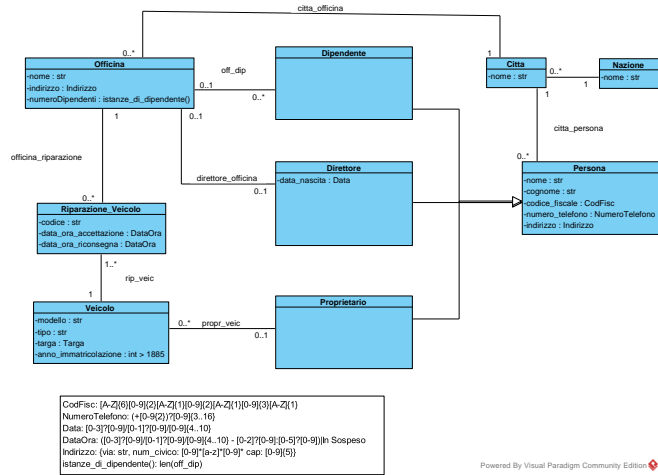 citta_officina
0..*
1
Officina
-nome : str
-indirizzo : Indirizzo
-numeroDipendenti : istanze_di_dipendente()
off_dip
0..1
0..*
Dipendente
Citta
-nome : str
0..*
1
Nazione
-nome : str
1
0..1
1
citta_persona
officina_riparazione
direttore_officina
0..1
Direttore
-data_nascita : Data
0..*
Persona
-nome : str
-cognome : str
-codice_fiscale : CodFisc
-numero_telefono : NumeroTelefono
-indirizzo : Indirizzo
0..*
Riparazione_Veicolo
-codice : str
-data_ora_accettazione : DataOra
-data_ora_riconsegna : DataOra
1..*
rip_veic
1
Veicolo
-modello : str
-tipo : str
-targa : Targa
-anno_immatricolazione : int > 1885
0..*
propr_veic
0..1
Proprietario
CodFisc: [A-Z]{6}[0-9]{2}[A-Z]{1}[0-9]{2}[A-Z]{1}[0-9]{3}[A-Z]{1}
NumeroTelefono: (+[0-9{2})?[0-9]{3..16}
Data: [0-3]?[0-9]/[0-1]?[0-9]/[0-9]{4..10}
DataOra: ([0-3]?[0-9]/[0-1]?[0-9]/[0-9]{4..10} - [0-2]?[0-9]:[0-5]?[0-9])|In Sospeso
Indirizzo: {via: str, num_civico: [0-9]*[a-z]*[0-9]* cap: [0-9]{5}}
istanze_di_dipendente(): len(off_dip)
Powered By Visual Paradigm Community Edition